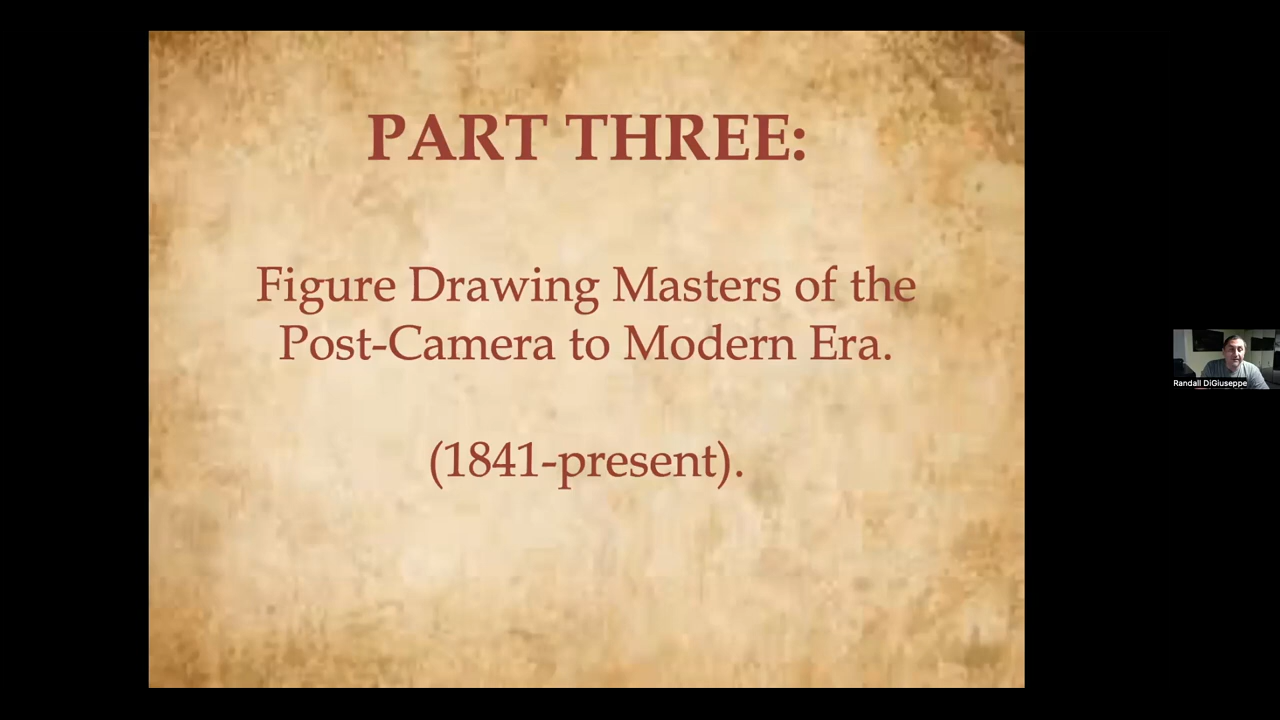 PART THREE:
Figure Drawing Masters of the
Post-Camera to Modern Era.
(1841-present).
Randall DiGiuseppe